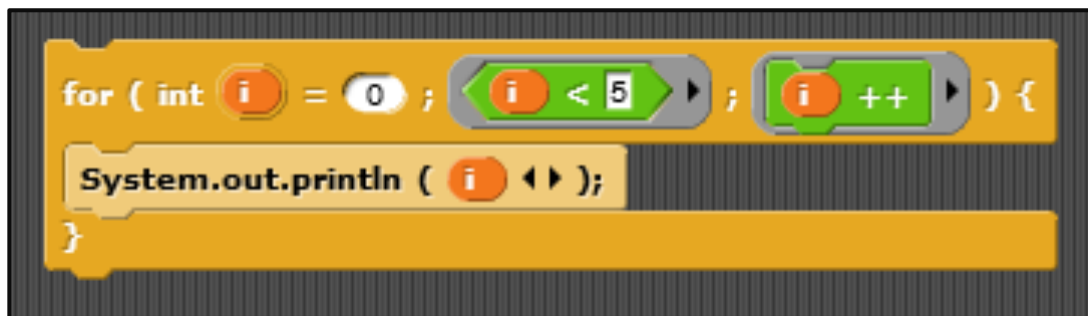 for ( int i = 0 ; i < 5 ; i ++ ) {
System.out.println ( i );
}